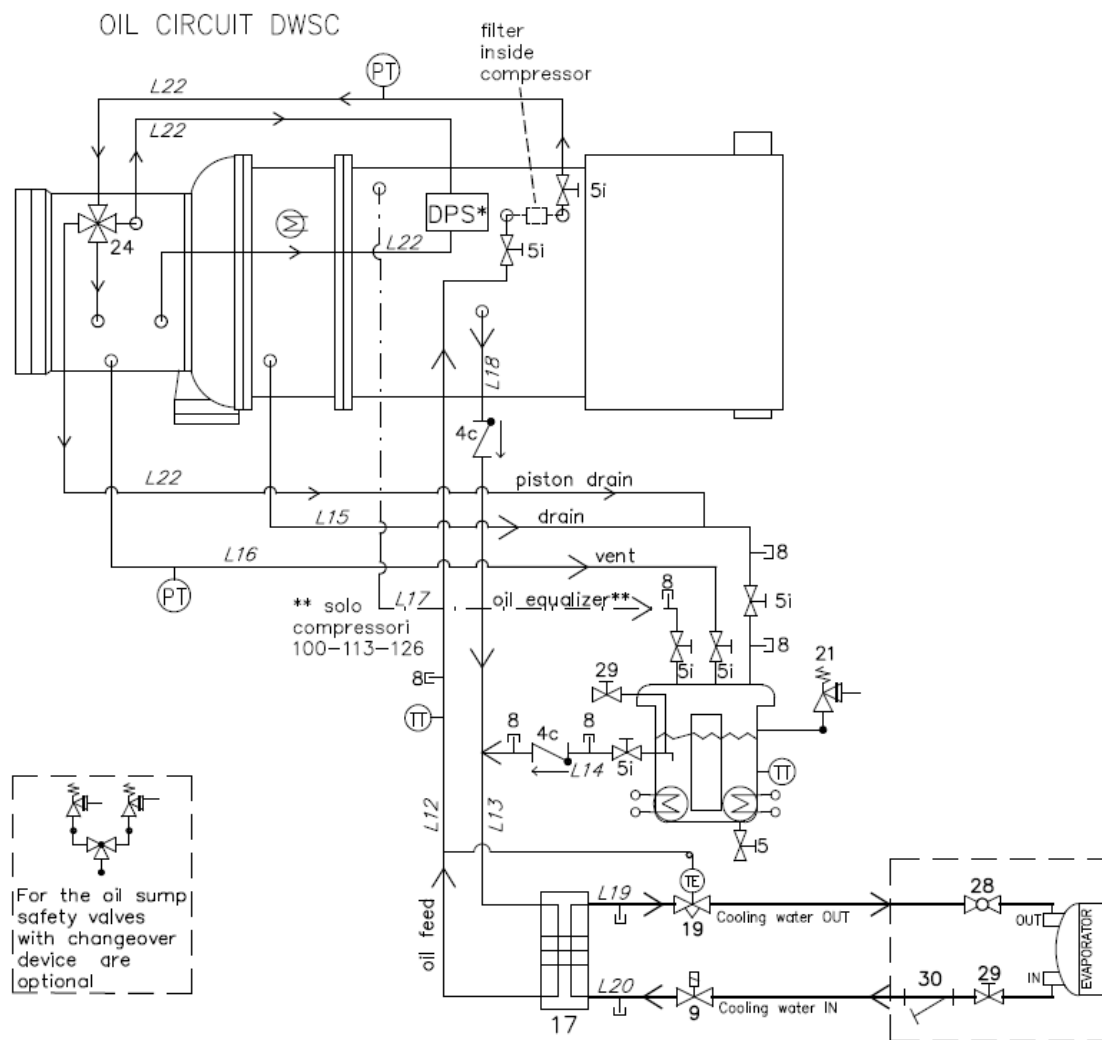 OIL CIRCUIT DWSC
filter
inside
compressor
PT
L22
L22
5i
DPS*
24
L22
5i
L18
4c
L22
piston drain
L15
drain
L16
vent
8
PT
** solo
compressori
100-113-126
L17
oil equalizer**
8
5i
8
21
5i
5i
29
8
TT
8
4c
8
L14
5i
TT
L12
L13
5
For the oil sump
safety valves
with changeover
device are
optional
oil feed
TE
L19
19
Cooling water OUT
28
OUT
EVAPORATOR
IN
L20
9
Cooling water IN
30
29
17